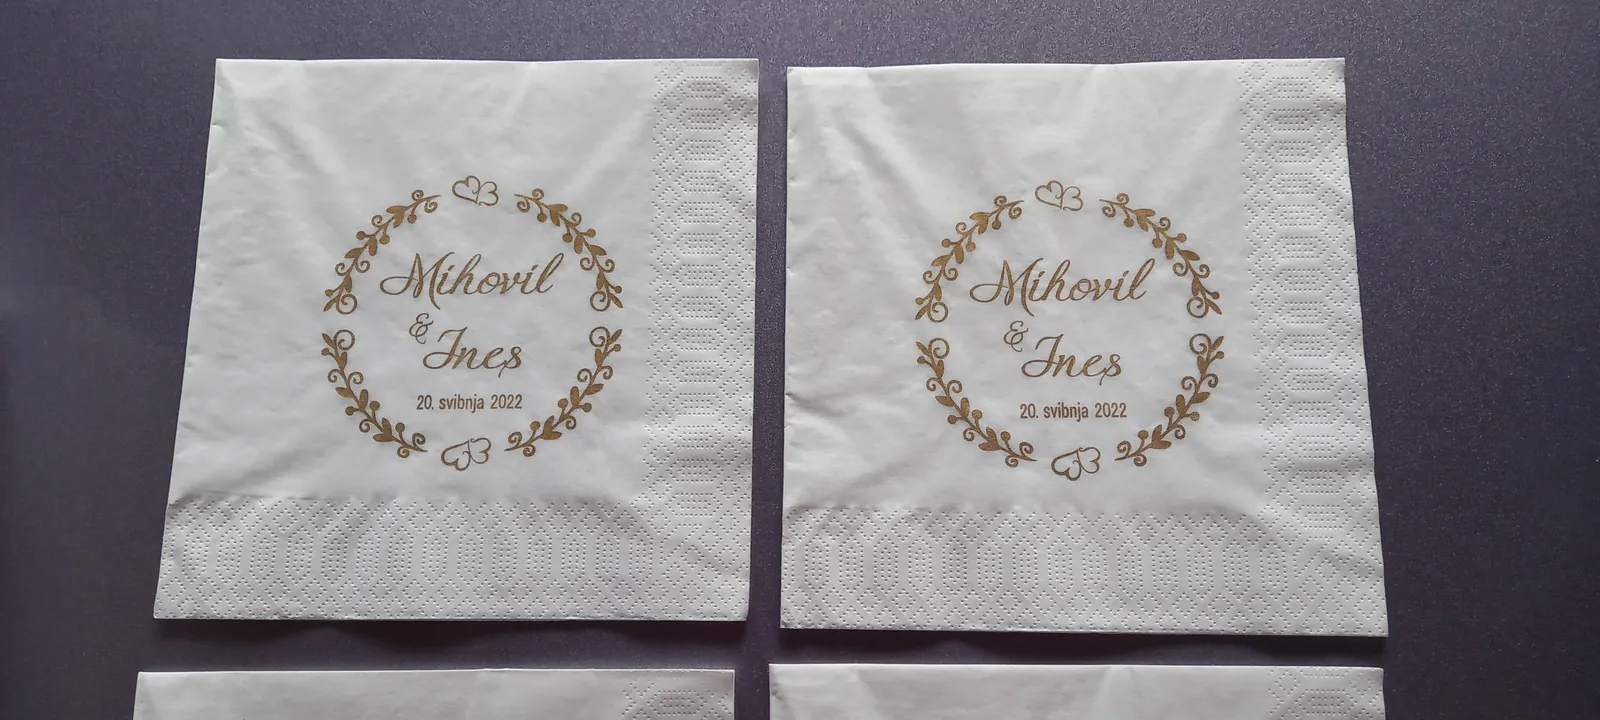 Mihovil
&
Ines
20. svibnja 2022
Mihovil
&
Ines
20. svibnja 2022